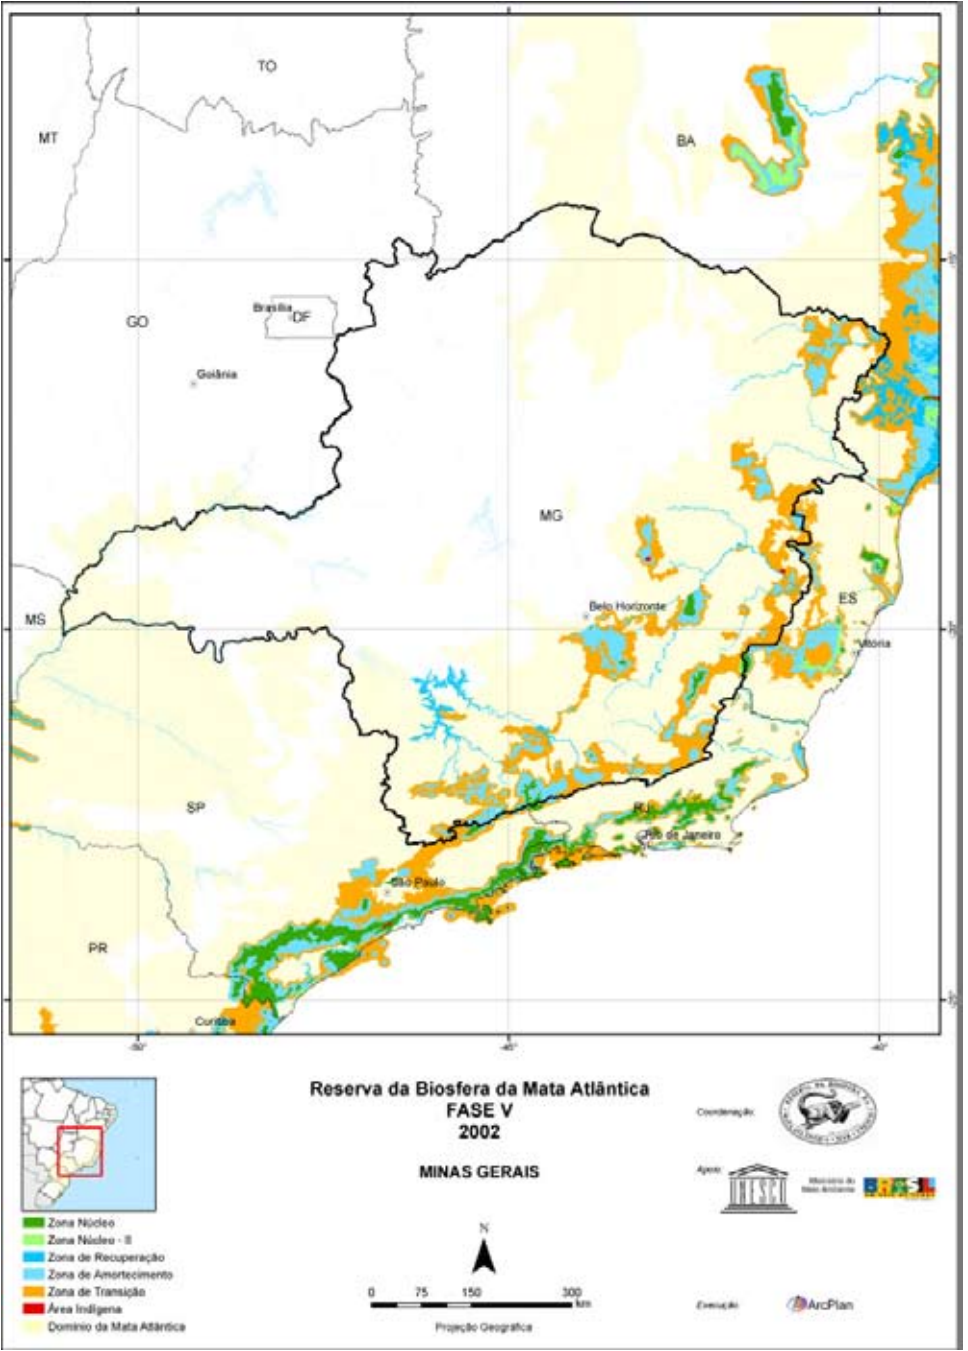 TO
MT
BA
Brasília
DF
GO
Goiânia
MG
Belo Horizonte
ES
MS
Vitória
SP
RJ
Rio de Janeiro
São Paulo
PR
Curitiba
-50°
-45°
-40°
Reserva da Biosfera da Mata Atlântica
FASE V
2002
MINAS GERAIS
Coordenação:
Apoio:
UNESCO
Ministério do
Meio Ambiente
BRASIL
Zona Núcleo
Zona Núcleo - II
Zona de Recuperação
Zona de Amortecimento
Zona de Transição
Área Indígena
Domínio da Mata Atlântica
N
0 75 150 300
km
Projeção Geográfica
Execução:
ArcPlan